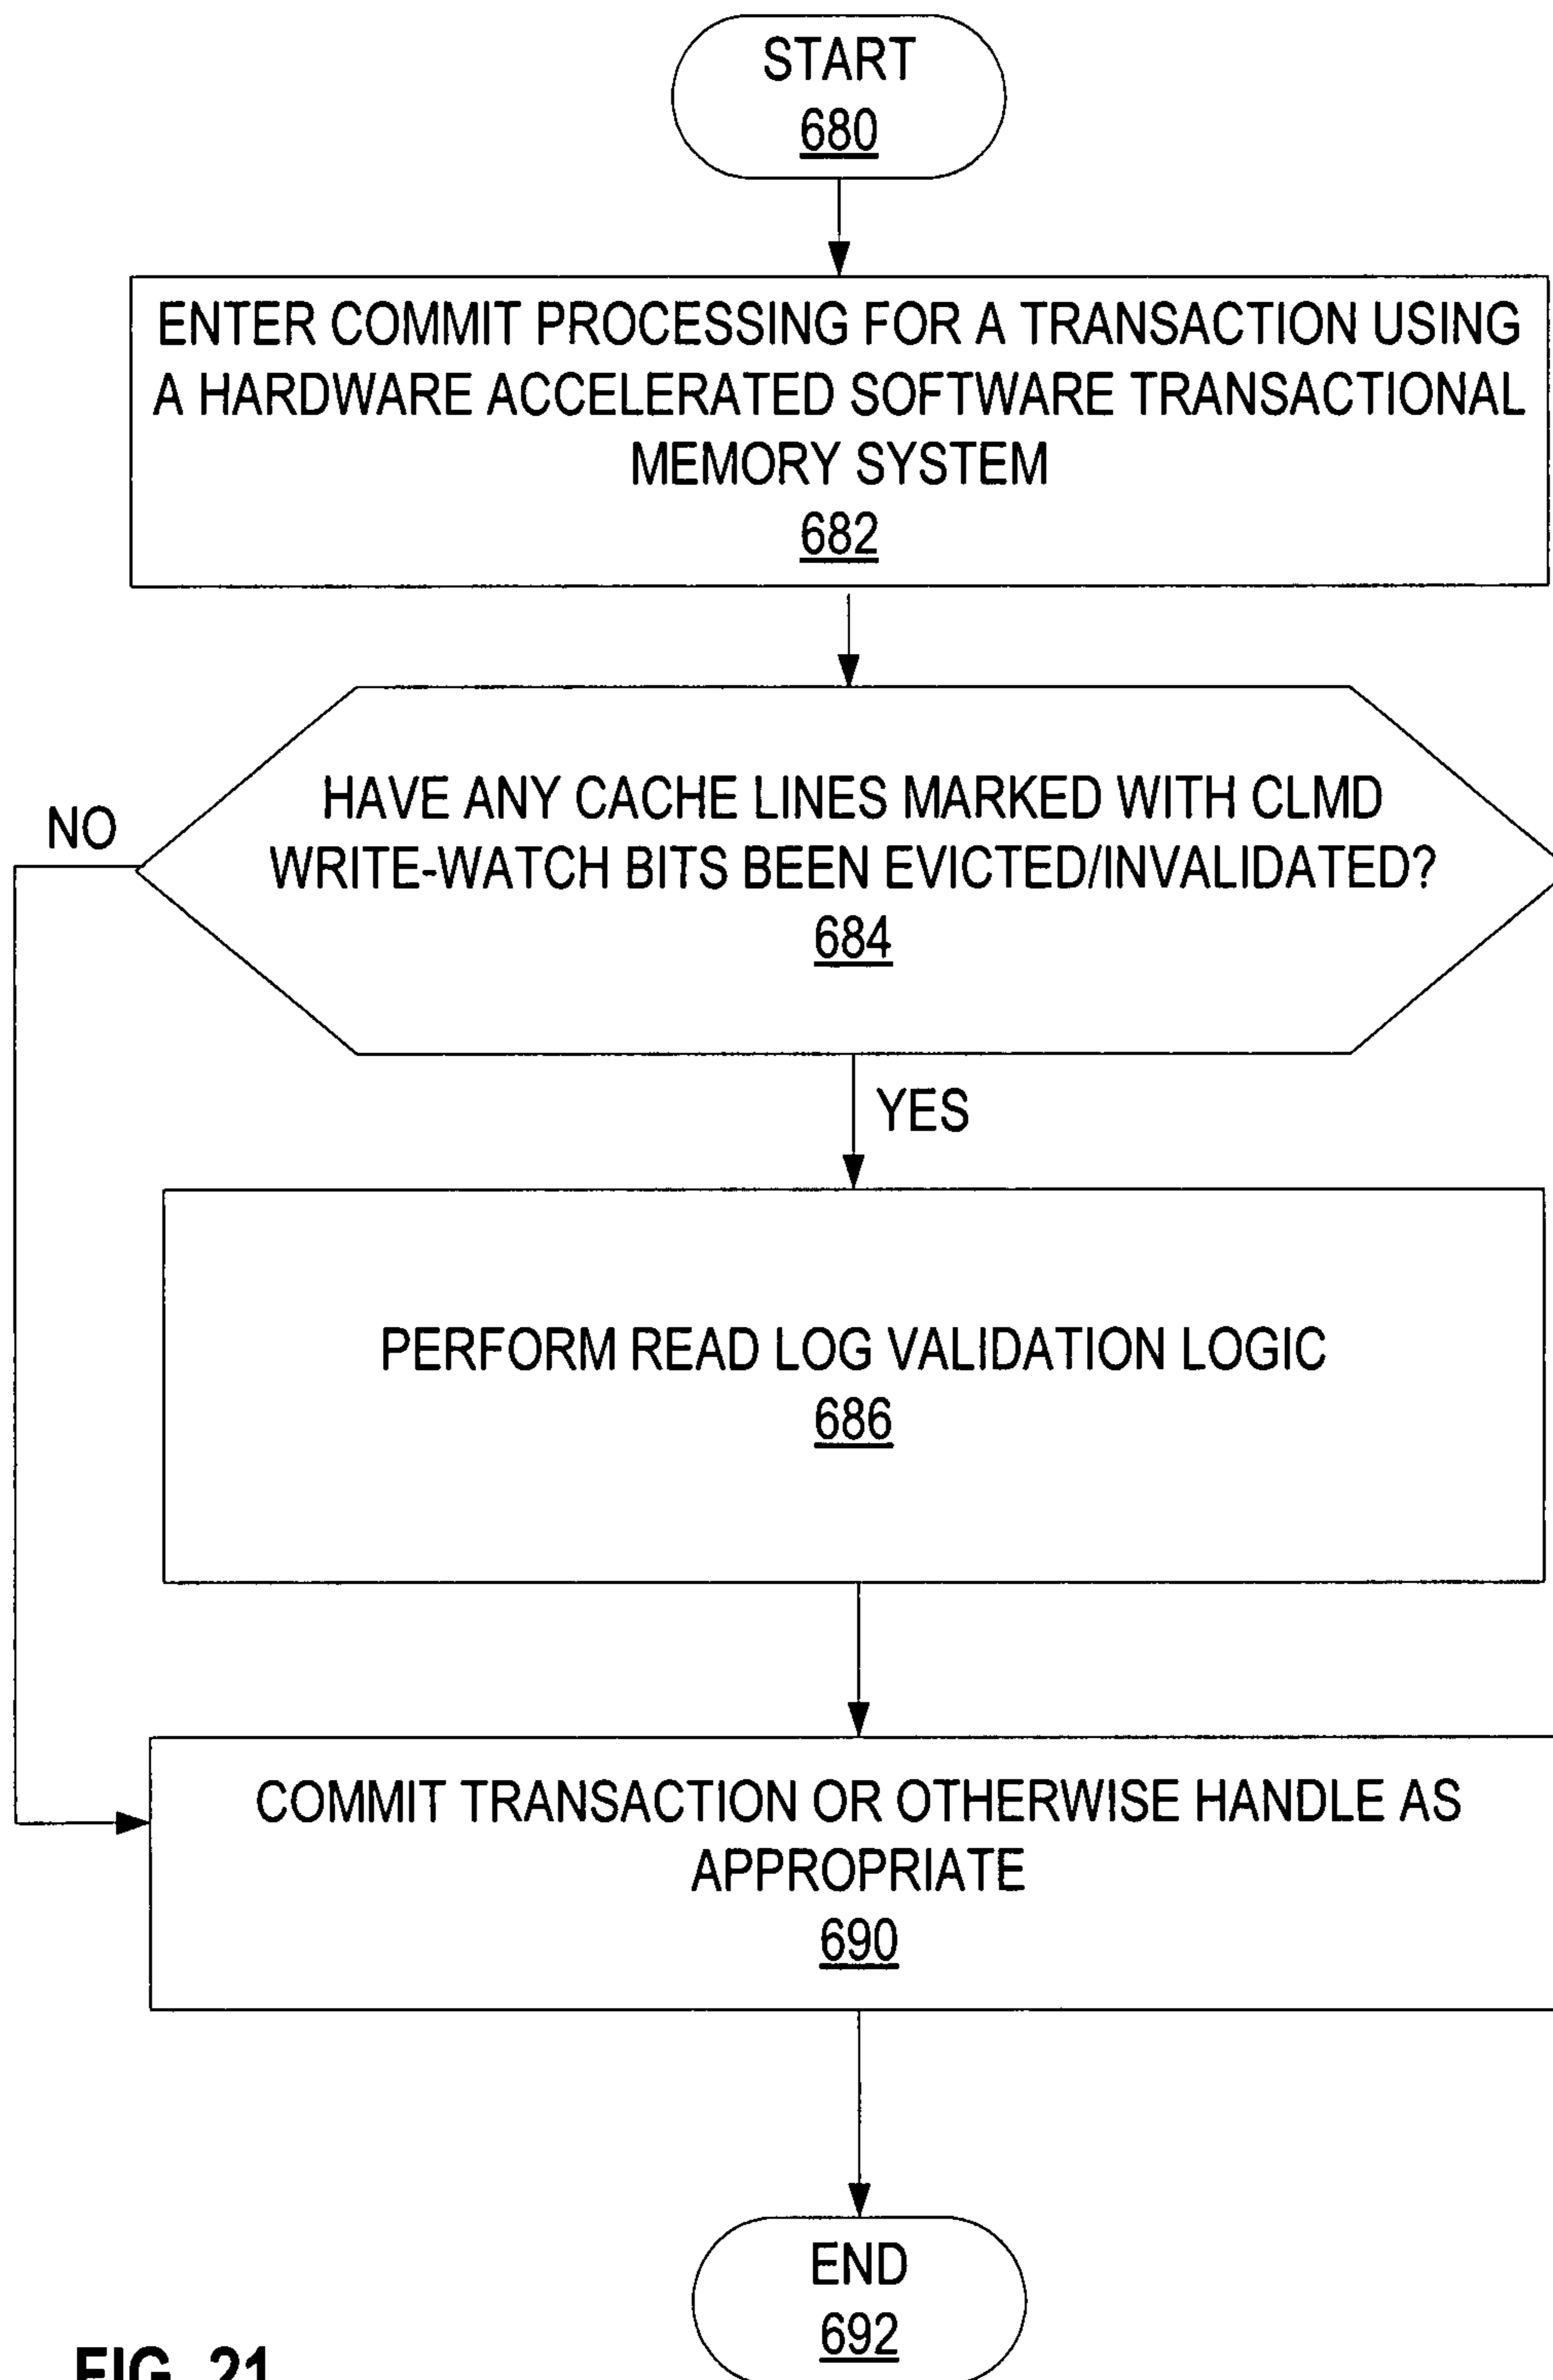 START
680
ENTER COMMIT PROCESSING FOR A TRANSACTION USING
A HARDWARE ACCELERATED SOFTWARE TRANSACTIONAL
MEMORY SYSTEM
682
HAVE ANY CACHE LINES MARKED WITH CLMD
WRITE-WATCH BITS BEEN EVICTED/INVALIDATED?
684
NO
YES
PERFORM READ LOG VALIDATION LOGIC
686
COMMIT TRANSACTION OR OTHERWISE HANDLE AS
APPROPRIATE
690
END
692
FIG. 21